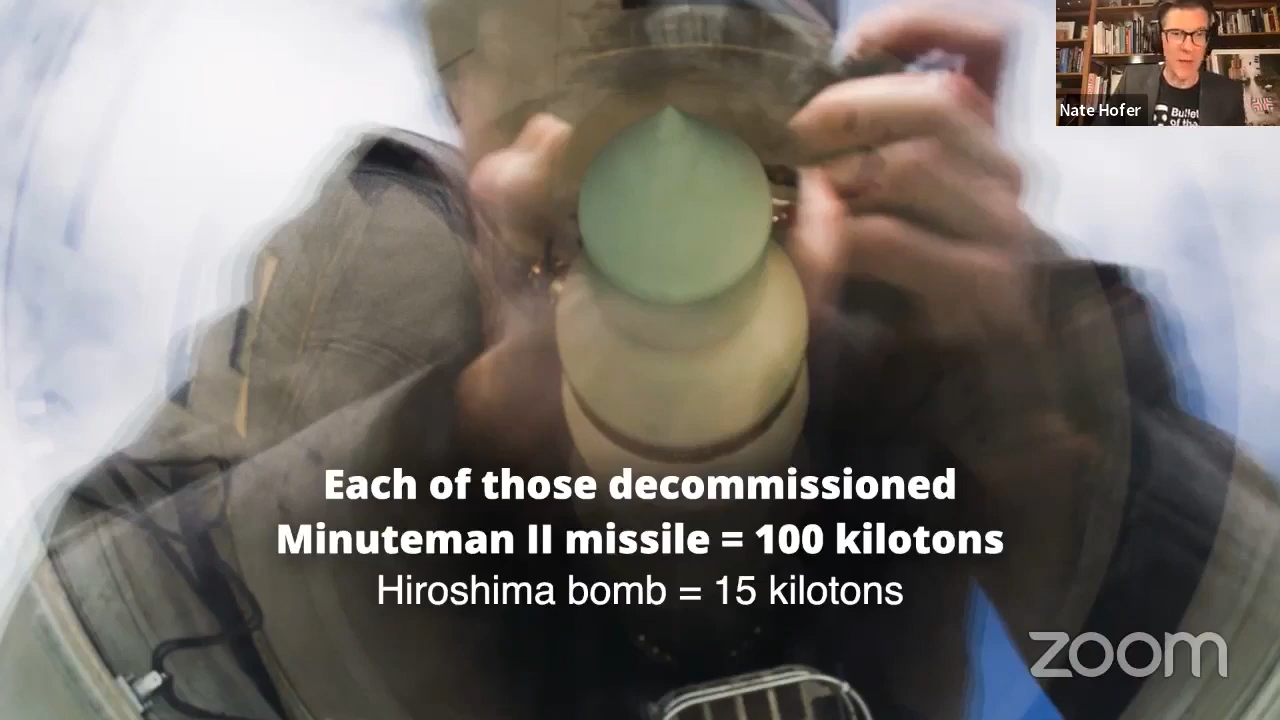 Nate Hofer
Each of those decommissioned
Minuteman II missile = 100 kilotons
Hiroshima bomb = 15 kilotons
zoom